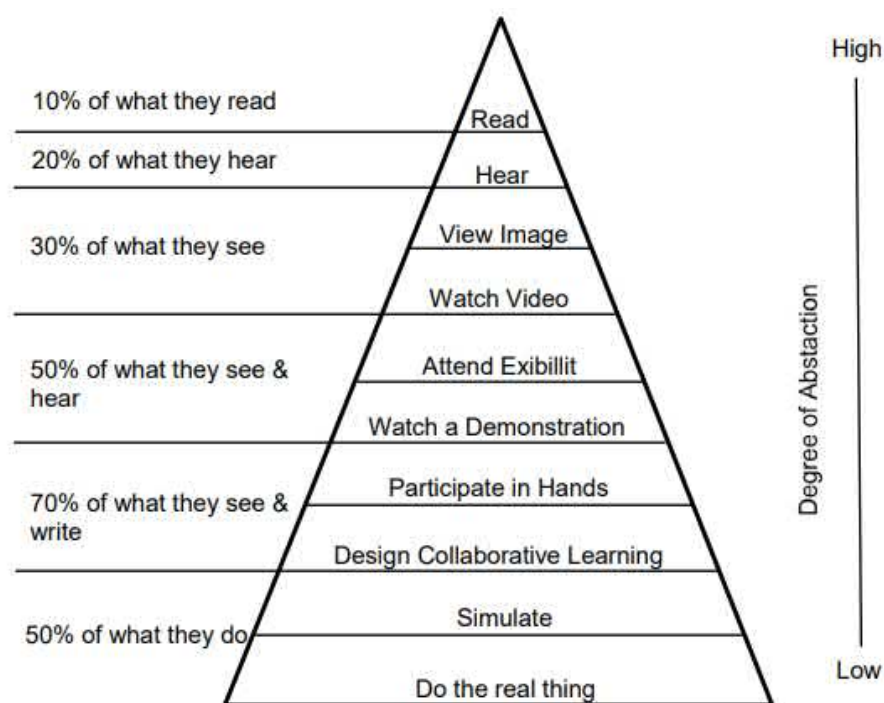 High
10% of what they read
Read
20% of what they hear
Hear
30% of what they see
View Image
Watch Video
50% of what they see &
hear
Attend Exibillit
Watch a Demonstration
70% of what they see &
write
Participate in Hands
Design Collaborative Learning
50% of what they do
Simulate
Do the real thing
Degree of Abstaction
Low